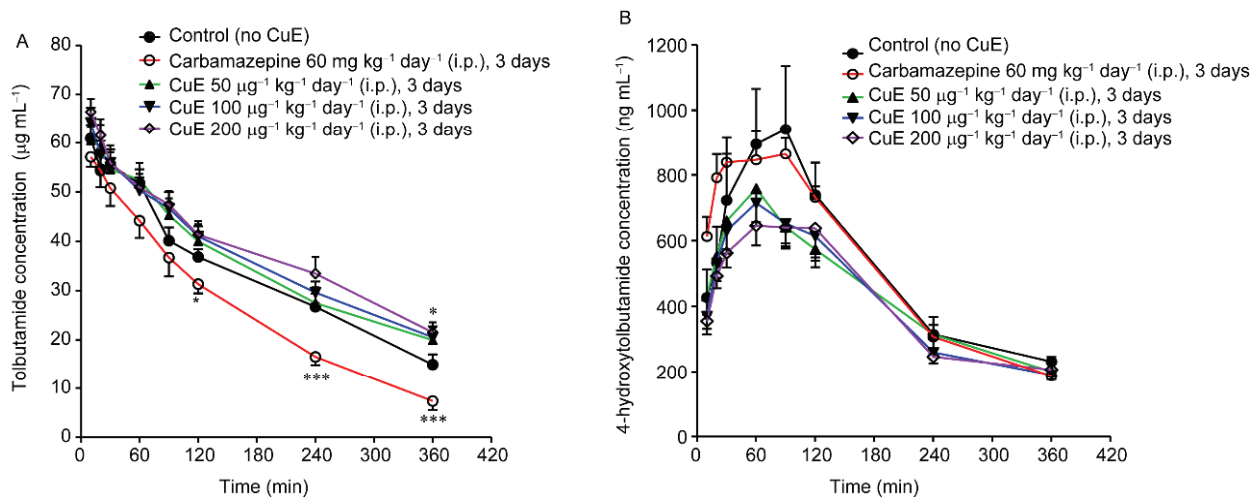 A
Control (no CuE)
Carbamazepine 60 mg kg⁻¹ day⁻¹ (i.p.), 3 days
CuE 50 µg⁻¹ kg⁻¹ day⁻¹ (i.p.), 3 days
CuE 100 µg⁻¹ kg⁻¹ day⁻¹ (i.p.), 3 days
CuE 200 µg⁻¹ kg⁻¹ day⁻¹ (i.p.), 3 days
Tolbutamide concentration (µg mL⁻¹)
80
70
60
50
40
30
20
10
0
*
***
*
***
0 60 120 180 240 300 360 420
Time (min)
B
Control (no CuE)
Carbamazepine 60 mg kg⁻¹ day⁻¹ (i.p.), 3 days
CuE 50 µg⁻¹ kg⁻¹ day⁻¹ (i.p.), 3 days
CuE 100 µg⁻¹ kg⁻¹ day⁻¹ (i.p.), 3 days
CuE 200 µg⁻¹ kg⁻¹ day⁻¹ (i.p.), 3 days
4-hydroxytolbutamide concentration (ng mL⁻¹)
1200
1000
800
600
400
200
0
0 60 120 180 240 300 360 420
Time (min)